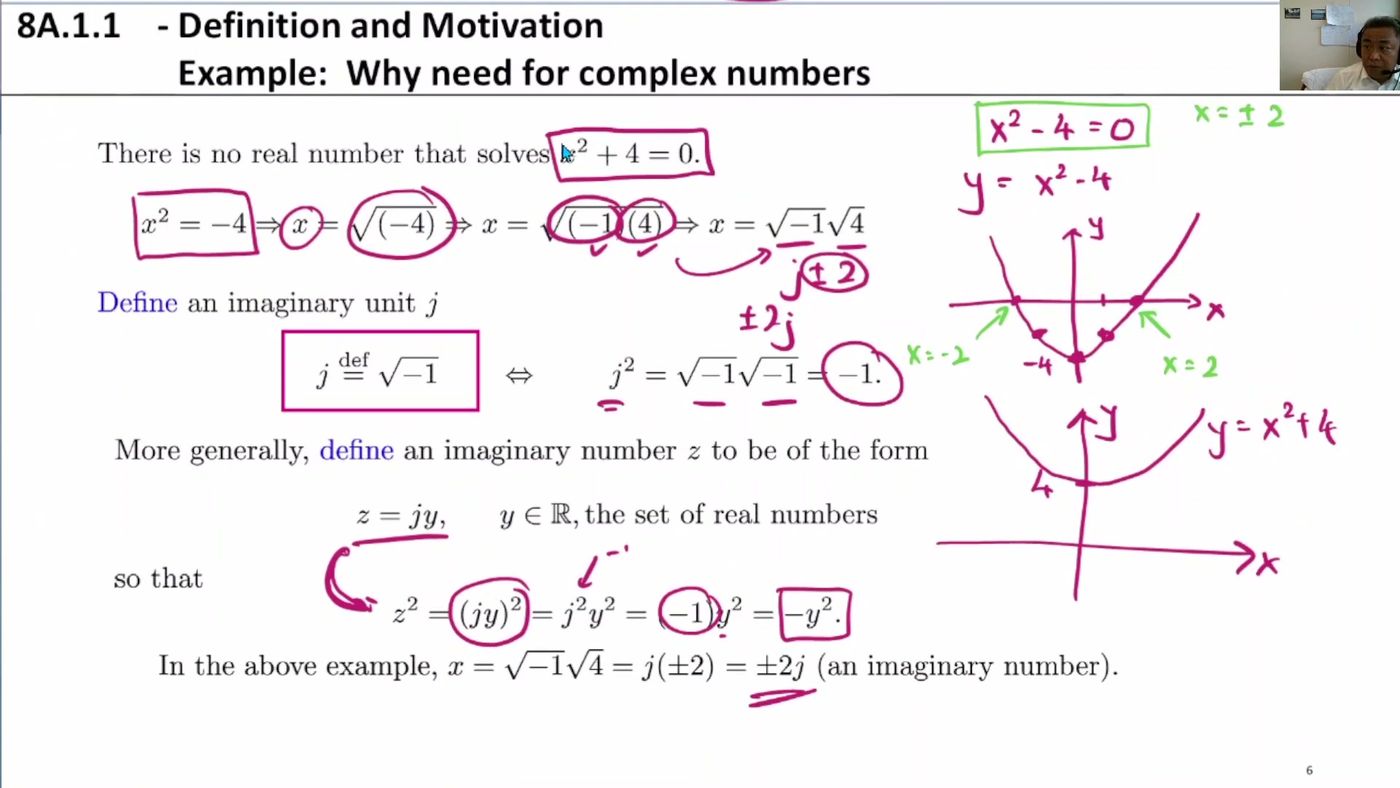 8A.1.1 - Definition and Motivation
Example: Why need for complex numbers
There is no real number that solves x² + 4 = 0.
x² = −4 ⇒ x = √(−4) ⇒ x = √(−1)(4) ⇒ x = √−1√4
j ± 2
± 2j
Define an imaginary unit j
j def= √−1 ⇔ j² = √−1√−1 = −1.
More generally, define an imaginary number z to be of the form
z = jy, y ∈ ℝ, the set of real numbers
so that
-1
z² = (jy)² = j²y² = (−1)y² = −y².
In the above example, x = √−1√4 = j(±2) = ±2j (an imaginary number).
x² - 4 = 0
x = ± 2
y = x² - 4
y
x
x = -2
-4
x = 2
y
y = x² + 4
4
x
6